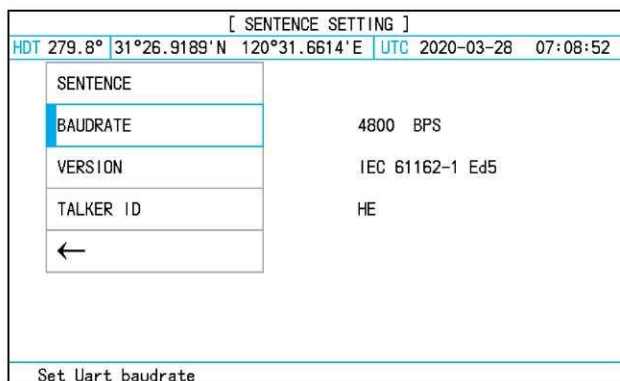 [ SENTENCE SETTING ]
HDT 279.8° 31°26.9189'N 120°31.6614'E UTC 2020-03-28 07:08:52
SENTENCE
BAUDRATE 4800 BPS
VERSION IEC 61162-1 Ed5
TALKER ID HE
←
Set Uart baudrate